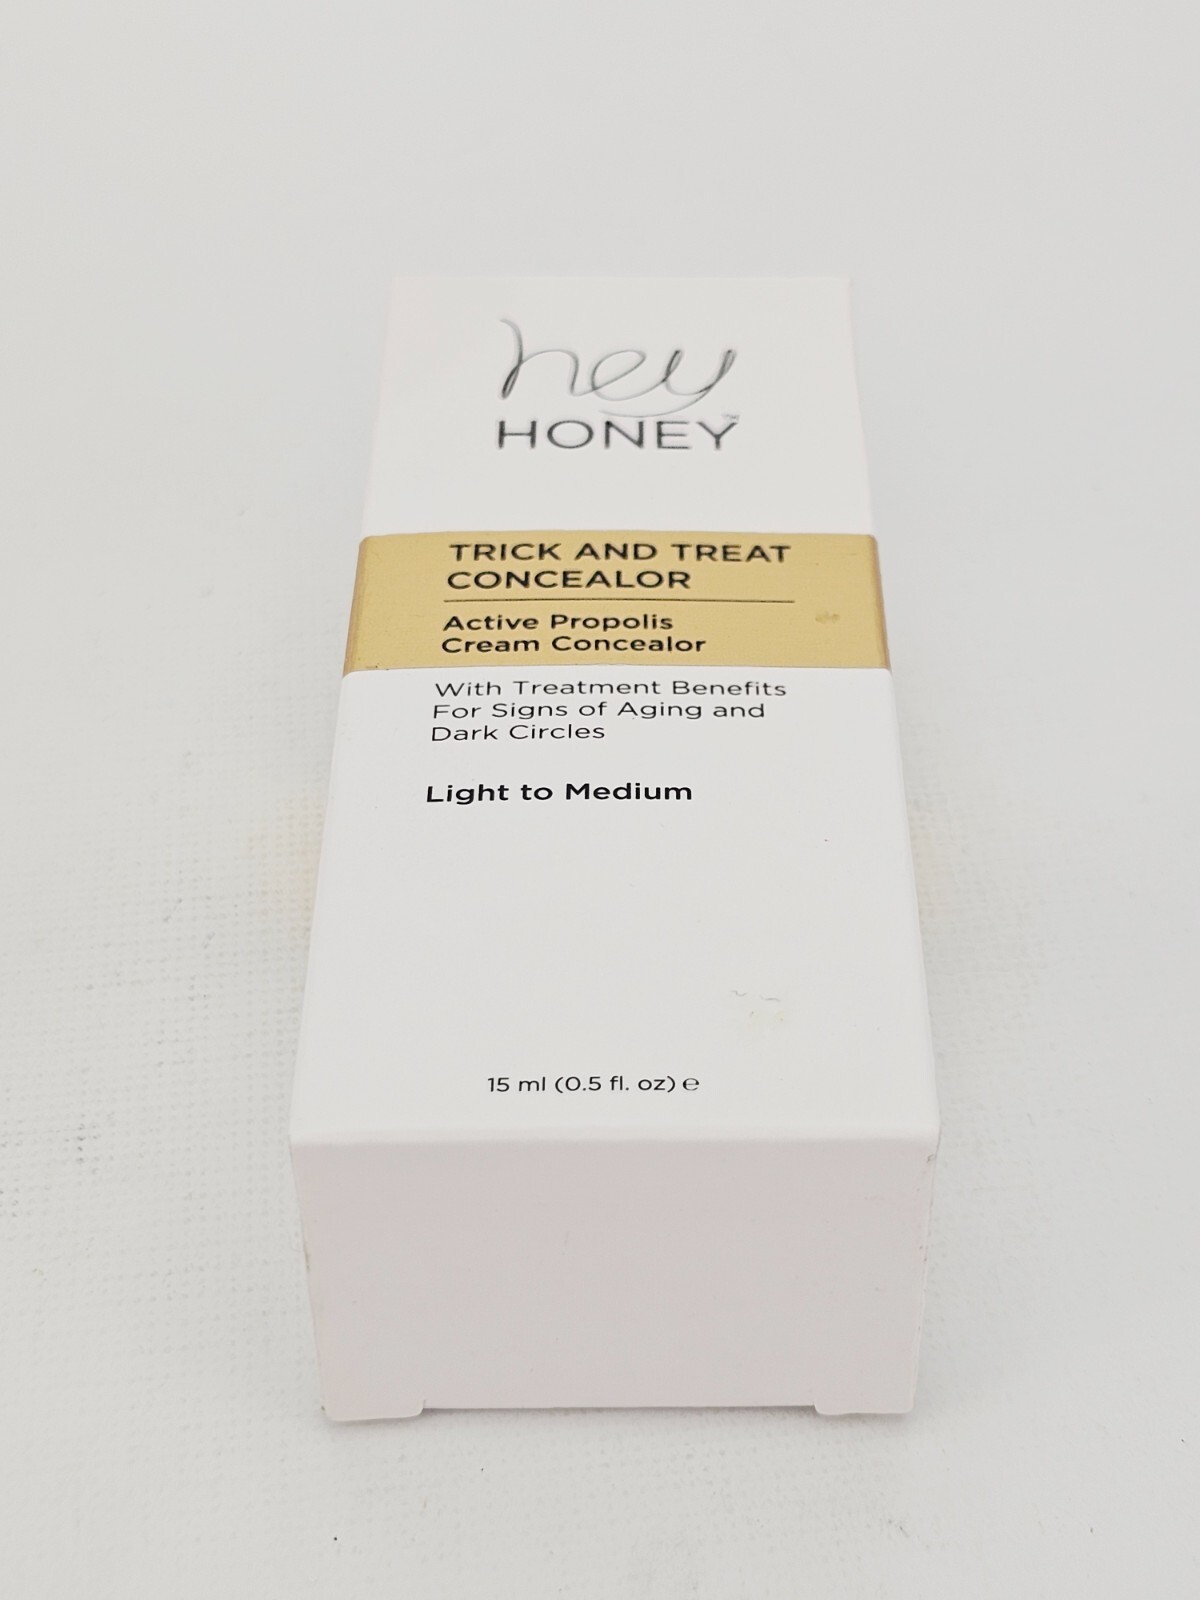 hey
HONEY™
TRICK AND TREAT
CONCEALOR
Active Propolis
Cream Concealor
With Treatment Benefits
For Signs of Aging and
Dark Circles
Light to Medium
15 ml (0.5 fl. oz) ℮